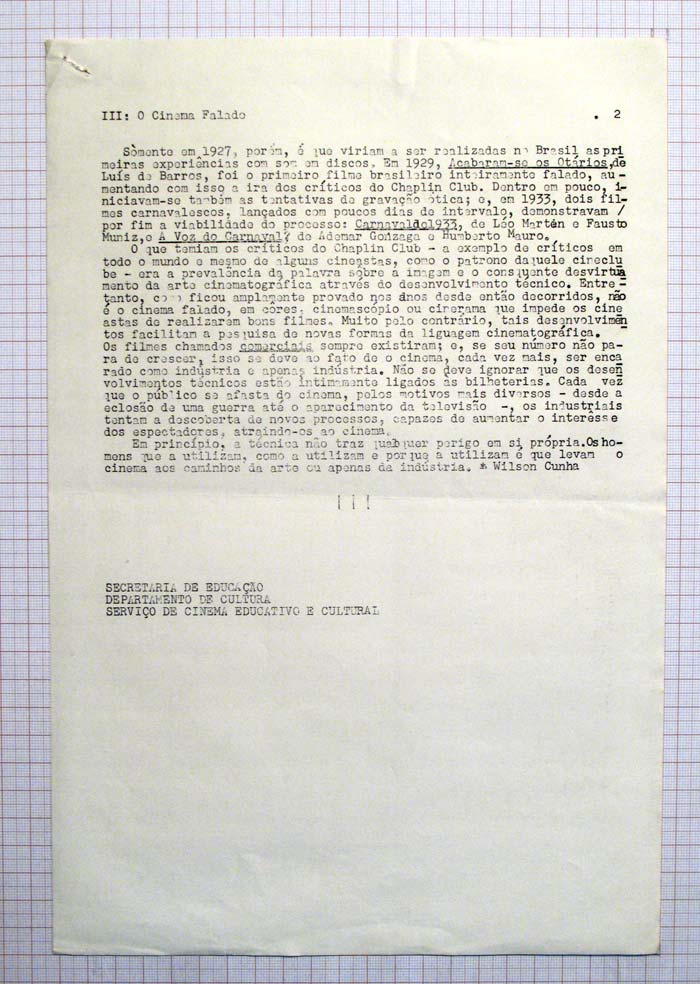 III: O Cinema Falado . 2
Sòmente em 1927, porém, é que viriam a ser realizadas no Brasil as pri
meiras experiências com som em discos. Em 1929, Acabaram-se os Otários, de
Luís de Barros, foi o primeiro filme brasileiro inteiramente falado, au-
mentando com isso a ira dos críticos do Chaplin Club. Dentro em pouco, i-
niciavam-se também as tentativas de gravação ótica; e, em 1933, dois fil-
mes carnavalescos, lançados com poucos dias de intervalo, demonstravam /
por fim a viabilidade do processo: Carnaval de 1933, de Léo Martén e Fausto
Muniz, e A Voz do Carnaval, de Ademar Gonzaga e Humberto Mauro.
O que temiam os críticos do Chaplin Club - a exemplo de críticos em
todo o mundo e mesmo de alguns cineastas, como o patrono daquele cineclu
be - era a prevalência da palavra sôbre a imagem e o consquente desvirtua
mento da arte cinematográfica através do desenvolvimento técnico. Entre-
tanto, como ficou amplamente provado nos ânos desde então decorridos, não
é o cinema falado, em côres, cinemascópio ou cinerama que impede os cine
astas de realizarem bons filmes. Muito pelo contrário, tais desenvolvimen
tos facilitam a pesquisa de novas formas da liguagem cinematográfica.
Os filmes chamados comerciais sempre existiram; e, se seu número não pa-
ra de crescer, isso se deve ao fato de o cinema, cada vez mais, ser enca
rado como indústria e apenas indústria. Não se deve ignorar que os desen
volvimentos técnicos estão intimamente ligados às bilheterias. Cada vez
que o público se afasta do cinema, pelos motivos mais diversos - desde a
eclosão de uma guerra até o aparecimento da televisão -, os industriais
tentam a descoberta de novos processos, capazes de aumentar o interêsse
dos espectadores, atraindo-os ao cinema.
Em princípio, a técnica não traz qualquer perigo em si própria. Os ho-
mens que a utilizam, como a utilizam e porque a utilizam é que levam o
cinema aos caminhos da arte ou apenas da indústria. * Wilson Cunha
| | |
SECRETARIA DE EDUCAÇÃO
DEPARTAMENTO DE CULTURA
SERVIÇO DE CINEMA EDUCATIVO E CULTURAL